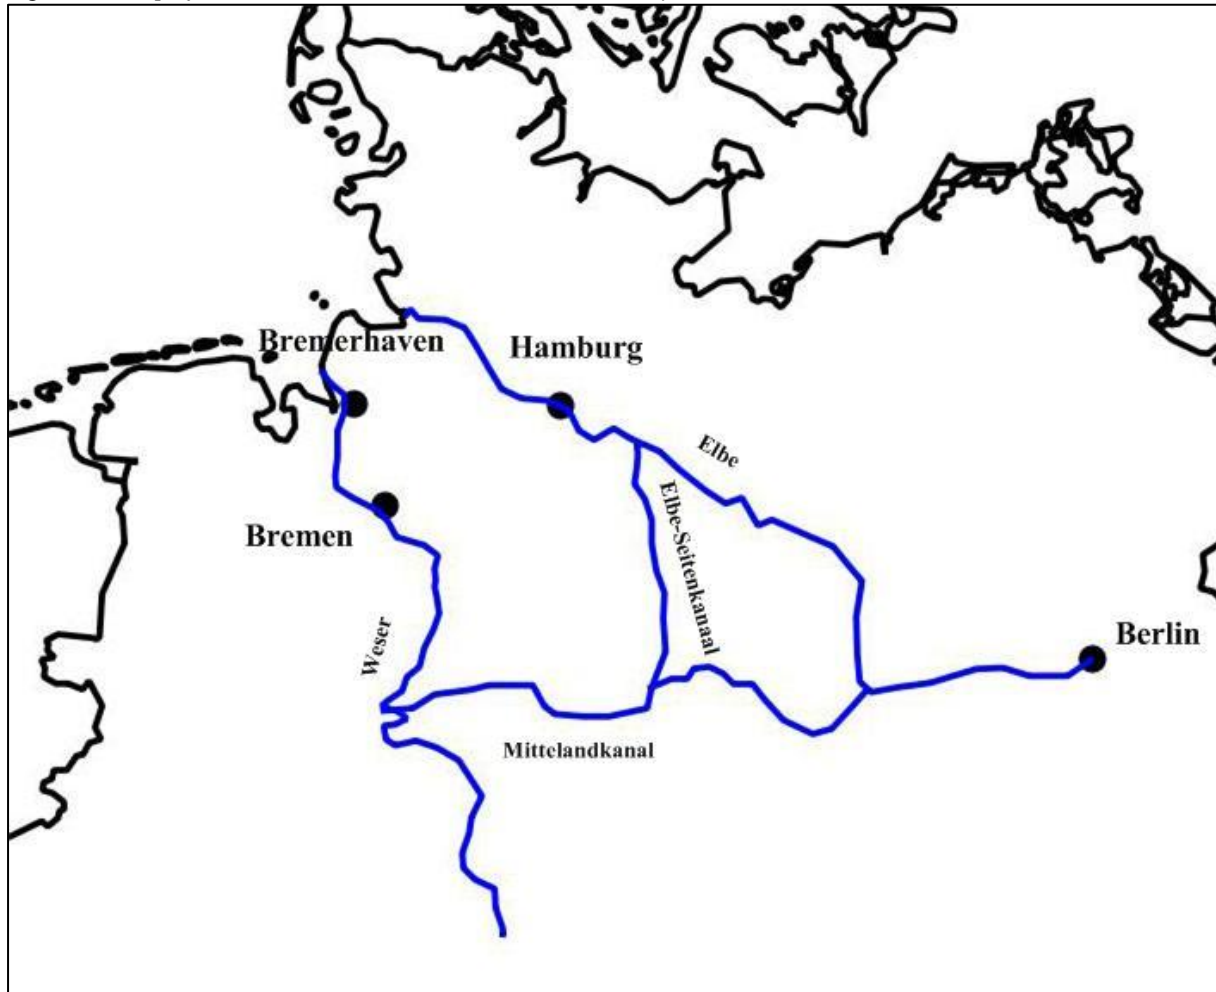 Bremerhaven
Hamburg
Elbe
Elbe-Seitenkanaal
Bremen
Weser
Berlin
Mittelandkanal